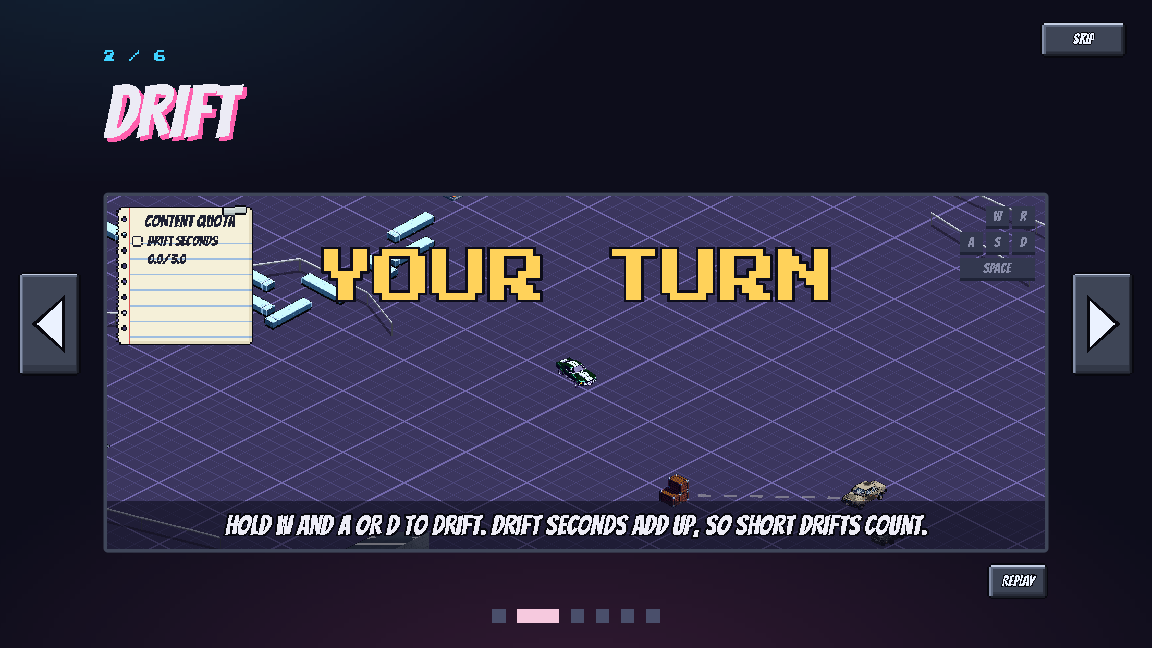 2 / 6
SKIP
DRIFT
CONTENT QUOTA
DRIFT SECONDS
0.0/3.0
YOUR TURN
W R
A S D
SPACE
HOLD W AND A OR D TO DRIFT. DRIFT SECONDS ADD UP, SO SHORT DRIFTS COUNT.
REPLAY